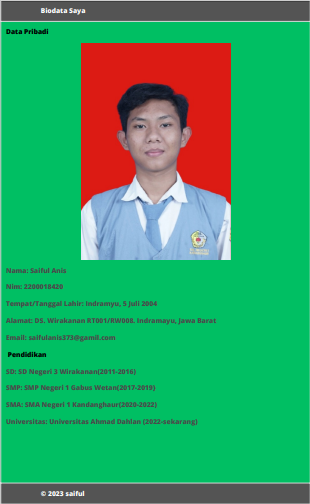 Biodata Saya
Data Pribadi
Nama: Saiful Anis
Nim: 2200018420
Tempat/Tanggal Lahir: Indramyu, 5 Juli 2004
Alamat: DS. Wirakanan RT001/RW008. Indramayu, Jawa Barat
Email: saifulanis373@gamil.com
Pendidikan
SD: SD Negeri 3 Wirakanan(2011-2016)
SMP: SMP Negeri 1 Gabus Wetan(2017-2019)
SMA: SMA Negeri 1 Kandanghaur(2020-2022)
Universitas: Universitas Ahmad Dahlan (2022-sekarang)
© 2023 saiful